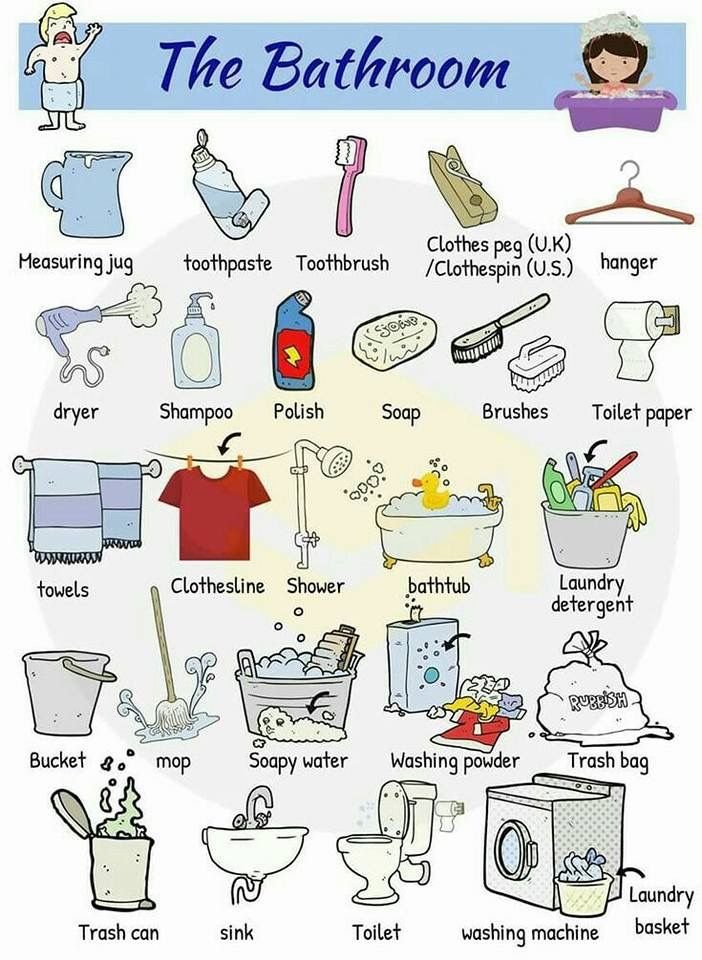 The Bathroom
Measuring jug
toothpaste
Toothbrush
Clothes peg (U.K)
/Clothespin (U.S.)
hanger
SOAP
dryer
Shampoo
Polish
Soap
Brushes
Toilet paper
towels
Clothesline
Shower
bathtub
Laundry
detergent
RUBBISH
Bucket
mop
Soapy water
Washing powder
Trash bag
Trash can
sink
Toilet
washing machine
Laundry
basket